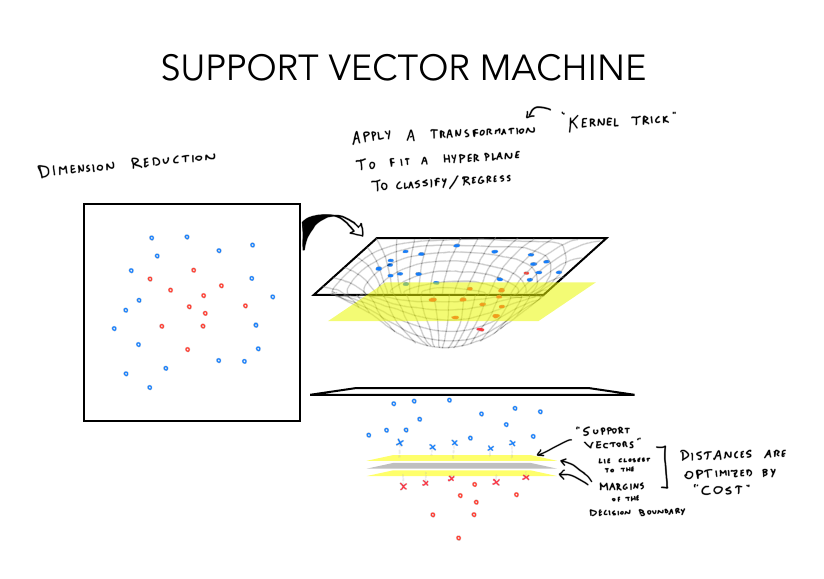 SUPPORT VECTOR MACHINE
DIMENSION REDUCTION
APPLY A TRANSFORMATION
TO FIT A HYPERPLANE
TO CLASSIFY/REGRESS
"KERNEL TRICK"
"SUPPORT
VECTORS"
LIE CLOSEST
TO THE
MARGINS
OF THE
DECISION BOUNDARY
DISTANCES ARE
OPTIMIZED BY
"COST"